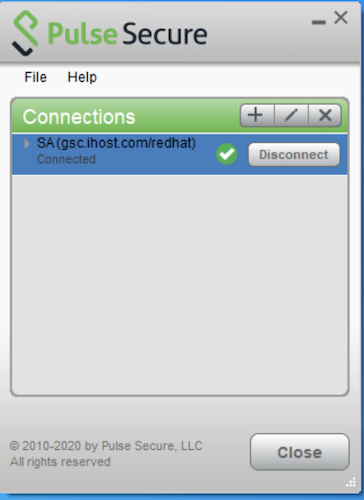 Pulse Secure
File Help
Connections
SA (gsc.ihost.com/redhat)
Connected
Disconnect
© 2010-2020 by Pulse Secure, LLC
All rights reserved
Close